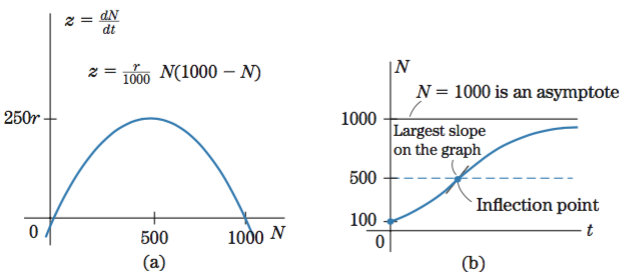 z = dN/dt
z = r/1000 N(1000 − N)
250r
0
500
1000
N
(a)
N
N = 1000 is an asymptote
1000
Largest slope
on the graph
500
Inflection point
100
0
t
(b)